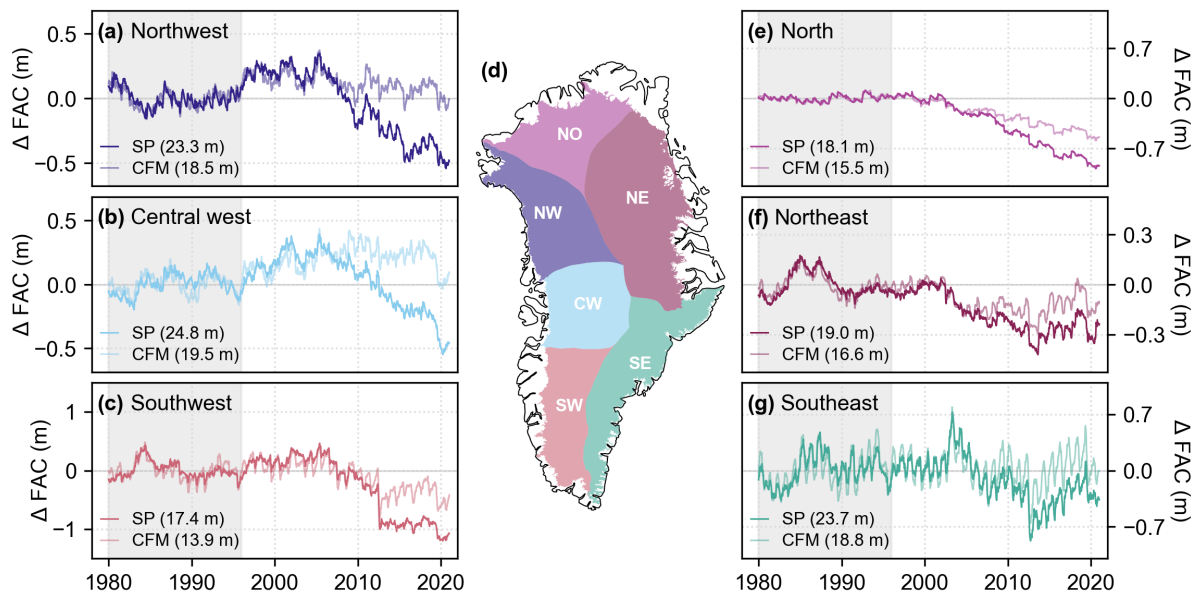 (a) Northwest
Δ FAC (m)
0.5
0.0
−0.5
SP (23.3 m)
CFM (18.5 m)
(b) Central west
Δ FAC (m)
0.5
0.0
−0.5
SP (24.8 m)
CFM (19.5 m)
(c) Southwest
Δ FAC (m)
1
0
−1
SP (17.4 m)
CFM (13.9 m)
1980 1990 2000 2010 2020
(d)
NO
NE
NW
CW
SE
SW
(e) North
0.7
0.0
−0.7
Δ FAC (m)
SP (18.1 m)
CFM (15.5 m)
(f) Northeast
0.3
0.0
−0.3
Δ FAC (m)
SP (19.0 m)
CFM (16.6 m)
(g) Southeast
0.7
0.0
−0.7
Δ FAC (m)
SP (23.7 m)
CFM (18.8 m)
1980 1990 2000 2010 2020